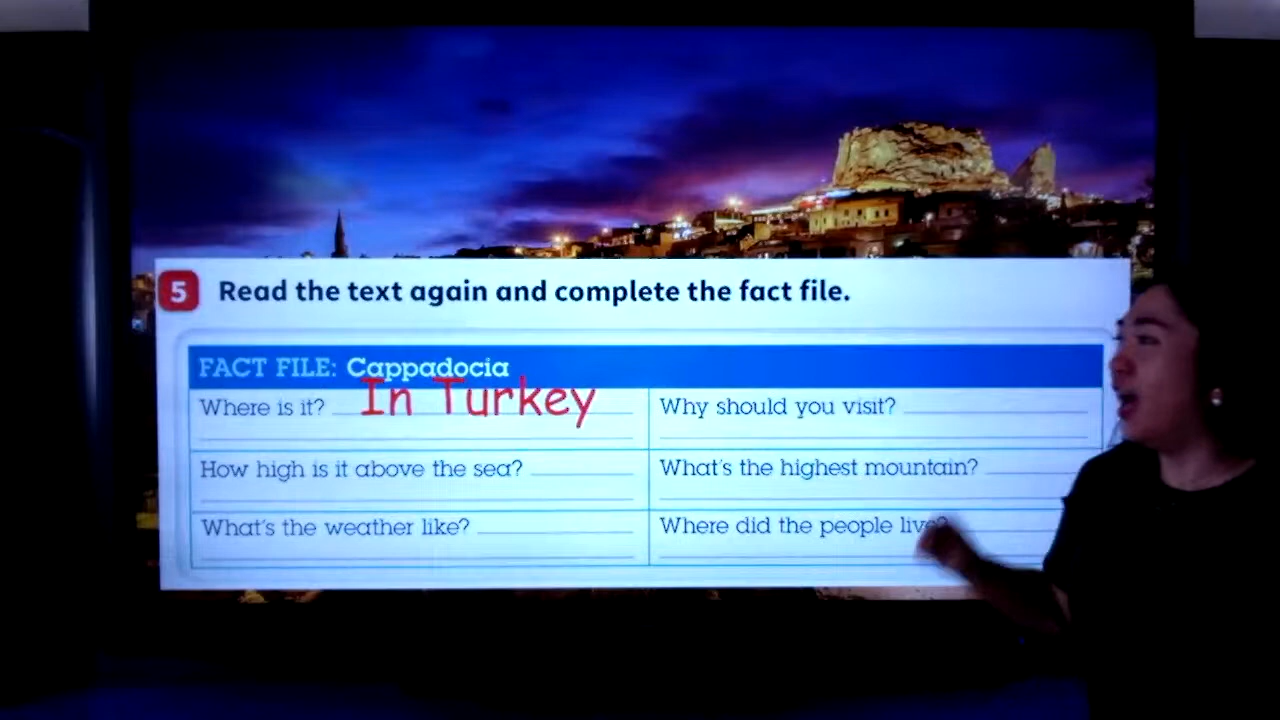 5 Read the text again and complete the fact file.
FACT FILE: Cappadocia
Where is it? In Turkey
Why should you visit?
How high is it above the sea?
What's the highest mountain?
What's the weather like?
Where did the people live?